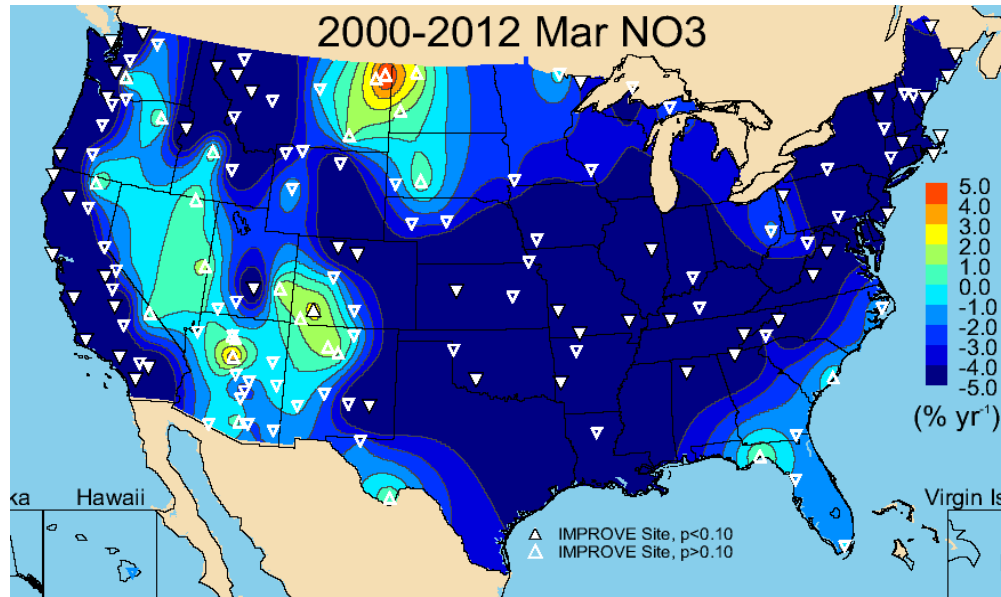 2000-2012 Mar NO3
5.0
4.0
3.0
2.0
1.0
0.0
-1.0
-2.0
-3.0
-4.0
-5.0
(% yr⁻¹)
ka
Hawaii
Virgin Is
IMPROVE Site, p<0.10
IMPROVE Site, p>0.10